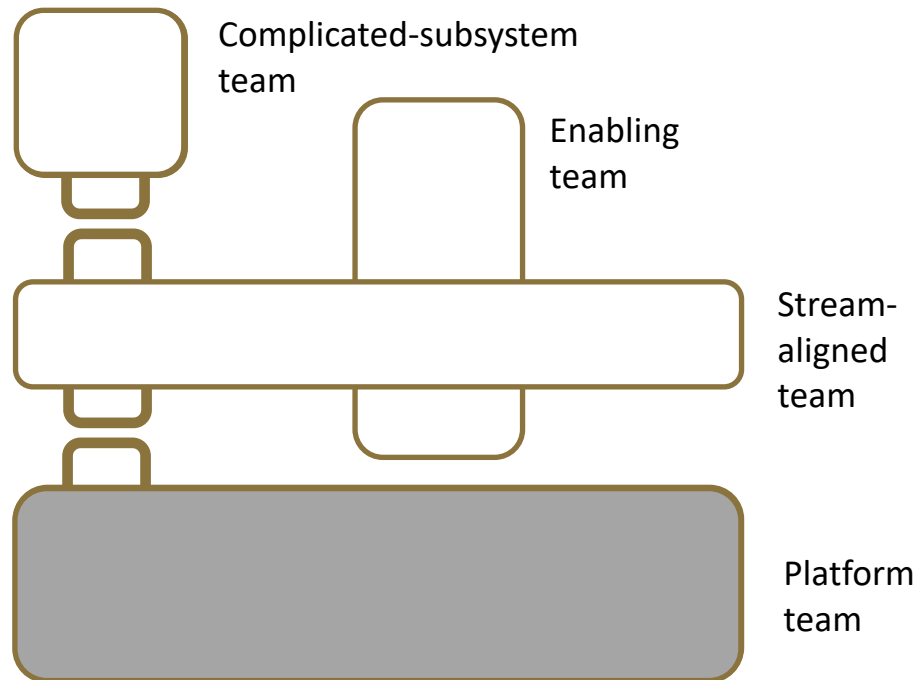 Complicated-subsystem
team
Enabling
team
Stream-
aligned
team
Platform
team